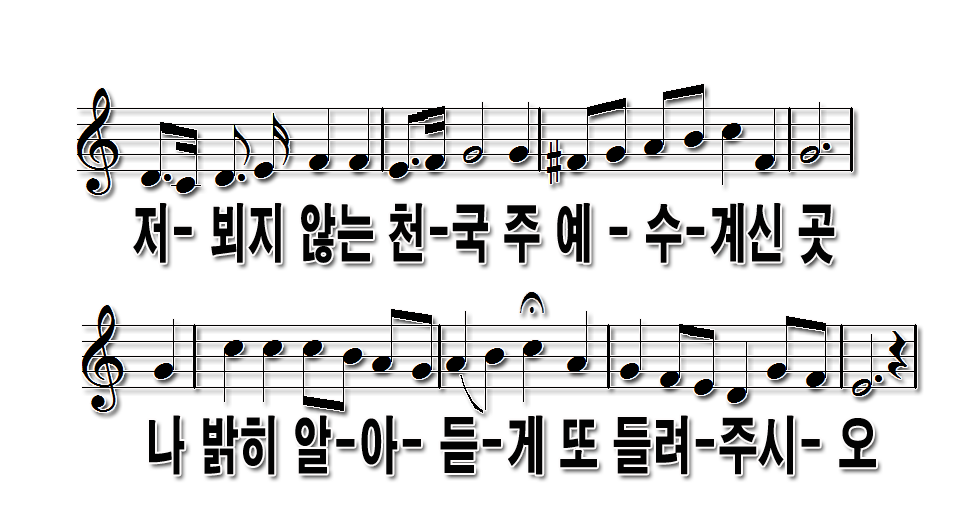 저- 뵈지 않는 천-국 주 예 - 수-계신 곳
나 밝히 알-아- 듣-게 또 들려-주시- 오